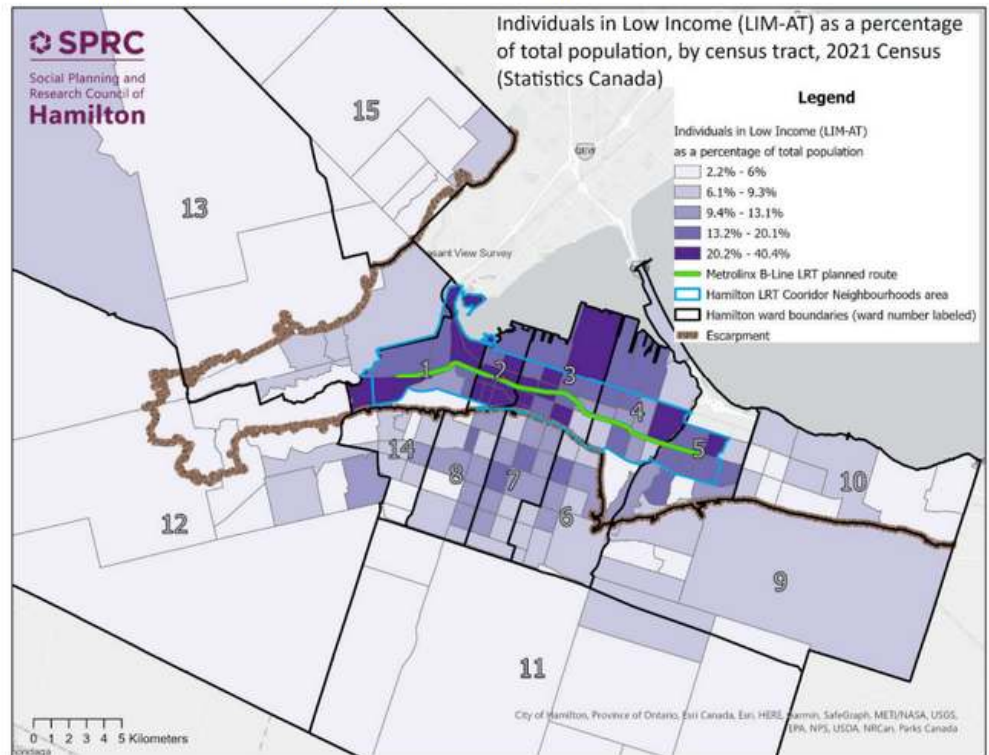 SPRC
Social Planning and
Research Council of
Hamilton
Individuals in Low Income (LIM-AT) as a percentage
of total population, by census tract, 2021 Census
(Statistics Canada)
Legend
Individuals in Low Income (LIM-AT)
as a percentage of total population
2.2% - 6%
6.1% - 9.3%
9.4% - 13.1%
13.2% - 20.1%
20.2% - 40.4%
Metrolinx B-Line LRT planned route
Hamilton LRT Cooridor Neighbourhoods area
Hamilton ward boundaries (ward number labeled)
Escarpment
QEW
15
13
asant View Survey
1
2
3
4
5
14
8
7
6
10
12
9
11
0 1 2 3 4 5 Kilometers
City of Hamilton, Province of Ontario, Esri Canada, Esri, HERE, Garmin, SafeGraph, METI/NASA, USGS,
EPA, NPS, USDA, NRCan, Parks Canada